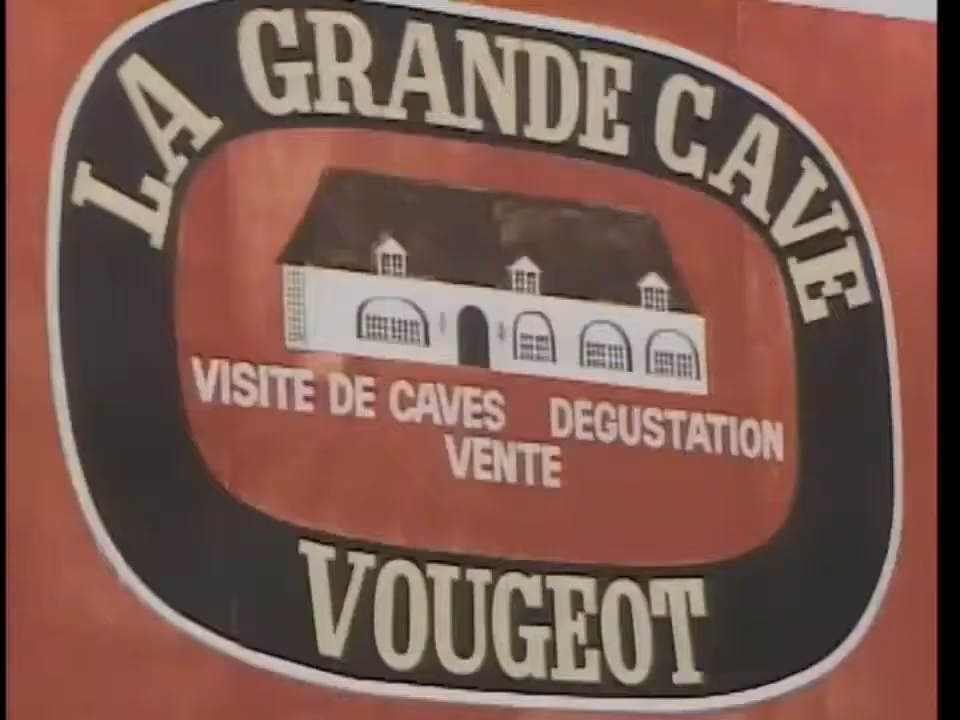 LA GRANDE CAVE
VISITE DE CAVES DEGUSTATION
VENTE
VOUGEOT